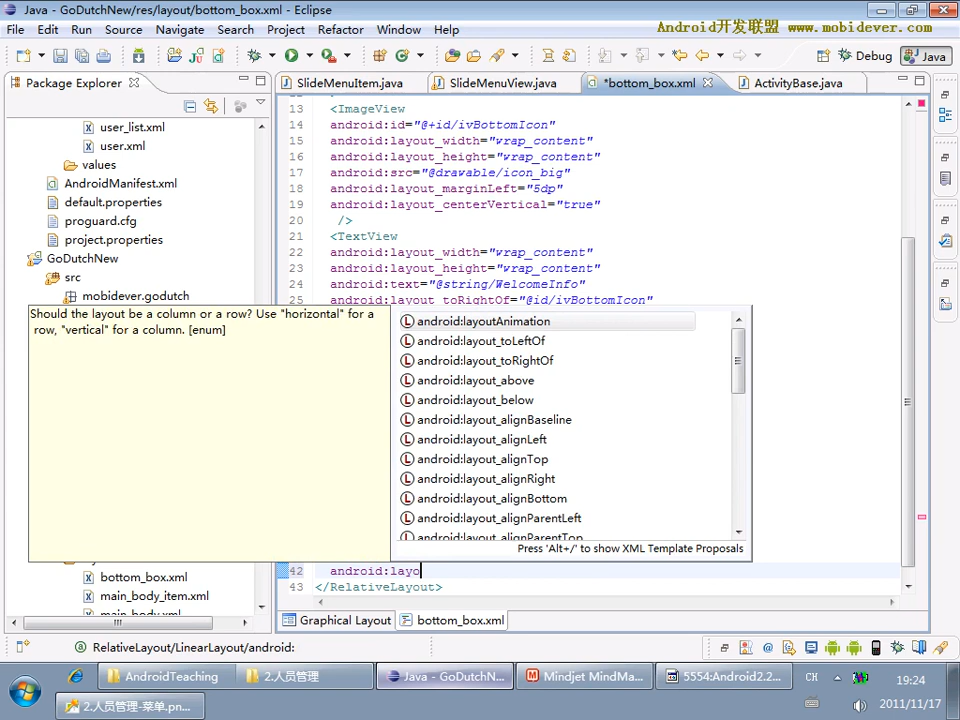 Java - GoDutchNew/res/layout/bottom_box.xml - Eclipse
File Edit Run Source Navigate Search Project Refactor Window Help
Android开发联盟 www.mobidever.com
Debug Java
Package Explorer
SlideMenuItem.java SlideMenuView.java *bottom_box.xml ActivityBase.java
user_list.xml
user.xml
values
AndroidManifest.xml
default.properties
proguard.cfg
project.properties
GoDutchNew
src
mobidever.godutch
13 <ImageView
14 android:id="@+id/ivBottomIcon"
15 android:layout_width="wrap_content"
16 android:layout_height="wrap_content"
17 android:src="@drawable/icon_big"
18 android:layout_marginLeft="5dp"
19 android:layout_centerVertical="true"
20 />
21 <TextView
22 android:layout_width="wrap_content"
23 android:layout_height="wrap_content"
24 android:text="@string/WelcomeInfo"
25 android:layout_toRightOf="@id/ivBottomIcon"
Should the layout be a column or a row? Use "horizontal" for a
row, "vertical" for a column. [enum]
android:layoutAnimation
android:layout_toLeftOf
android:layout_toRightOf
android:layout_above
android:layout_below
android:layout_alignBaseline
android:layout_alignLeft
android:layout_alignTop
android:layout_alignRight
android:layout_alignBottom
android:layout_alignParentLeft
android:layout_alignParentTop
Press 'Alt+/' to show XML Template Proposals
42 android:layo
43 </RelativeLayout>
bottom_box.xml
main_body_item.xml
main_body.xml
Graphical Layout bottom_box.xml
RelativeLayout/LinearLayout/android:
AndroidTeaching 2.人员管理 Java - GoDutchN... Mindjet MindMa... 5554:Android2.2... CH 19:24
2.人员管理-菜单.pn... 2011/11/17